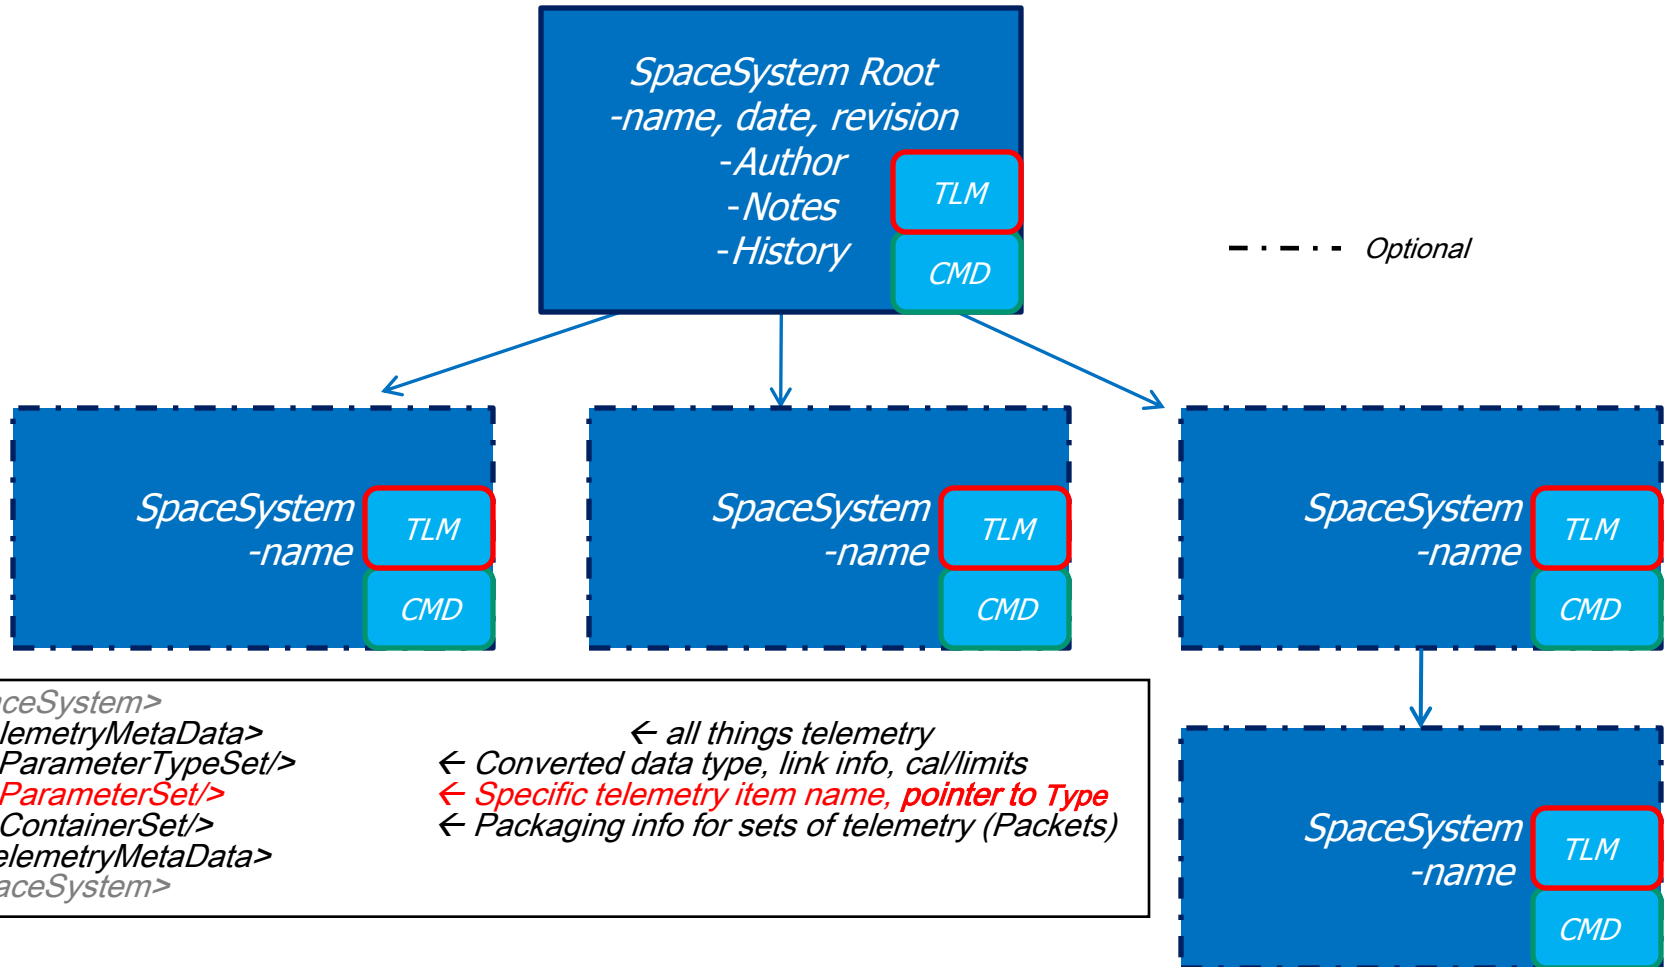 SpaceSystem Root
-name, date, revision
-Author
-Notes
-History
TLM
CMD
Optional
SpaceSystem
-name
TLM
CMD
SpaceSystem
-name
TLM
CMD
SpaceSystem
-name
TLM
CMD
aceSystem>
lemetryMetaData> ← all things telemetry
ParameterTypeSet/> ← Converted data type, link info, cal/limits
ParameterSet/> ← Specific telemetry item name, pointer to Type
ContainerSet/> ← Packaging info for sets of telemetry (Packets)
elemetryMetaData>
aceSystem>
SpaceSystem
-name
TLM
CMD